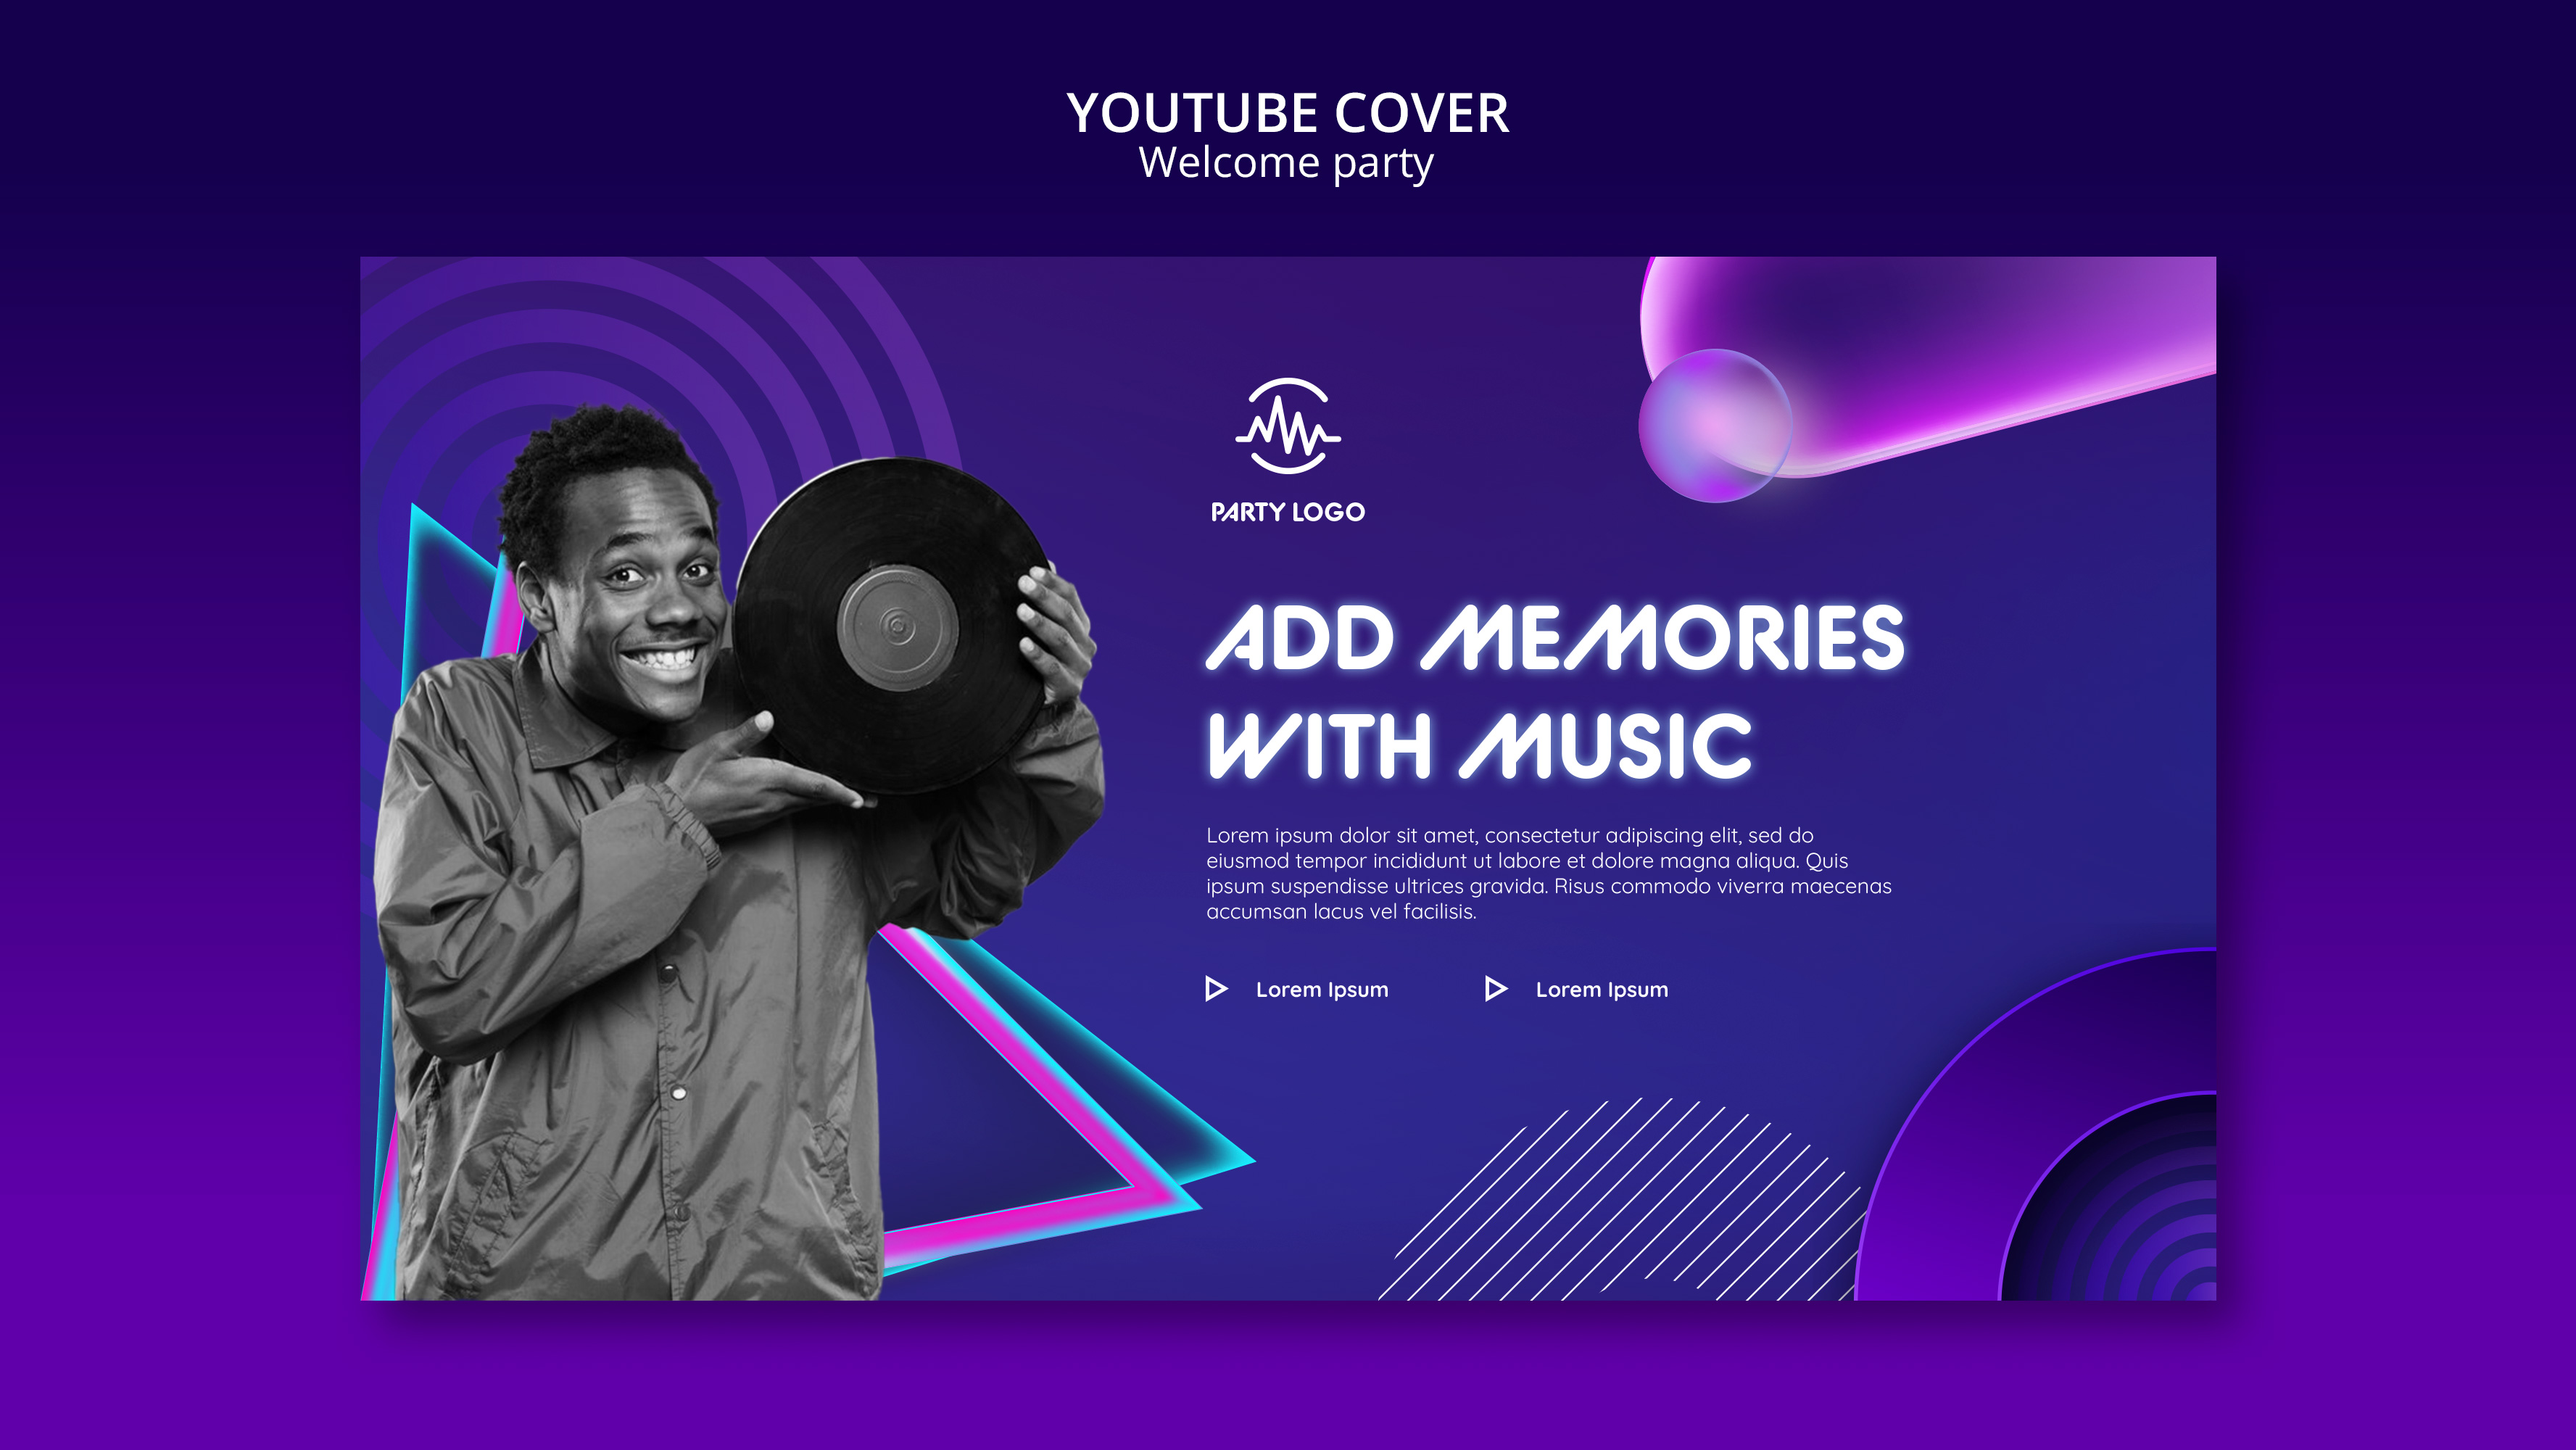 YOUTUBE COVER
Welcome party
PARTY LOGO
ADD MEMORIES
WITH MUSIC
Lorem ipsum dolor sit amet, consectetur adipiscing elit, sed do
eiusmod tempor incididunt ut labore et dolore magna aliqua. Quis
ipsum suspendisse ultrices gravida. Risus commodo viverra maecenas
accumsan lacus vel facilisis.
Lorem Ipsum
Lorem Ipsum